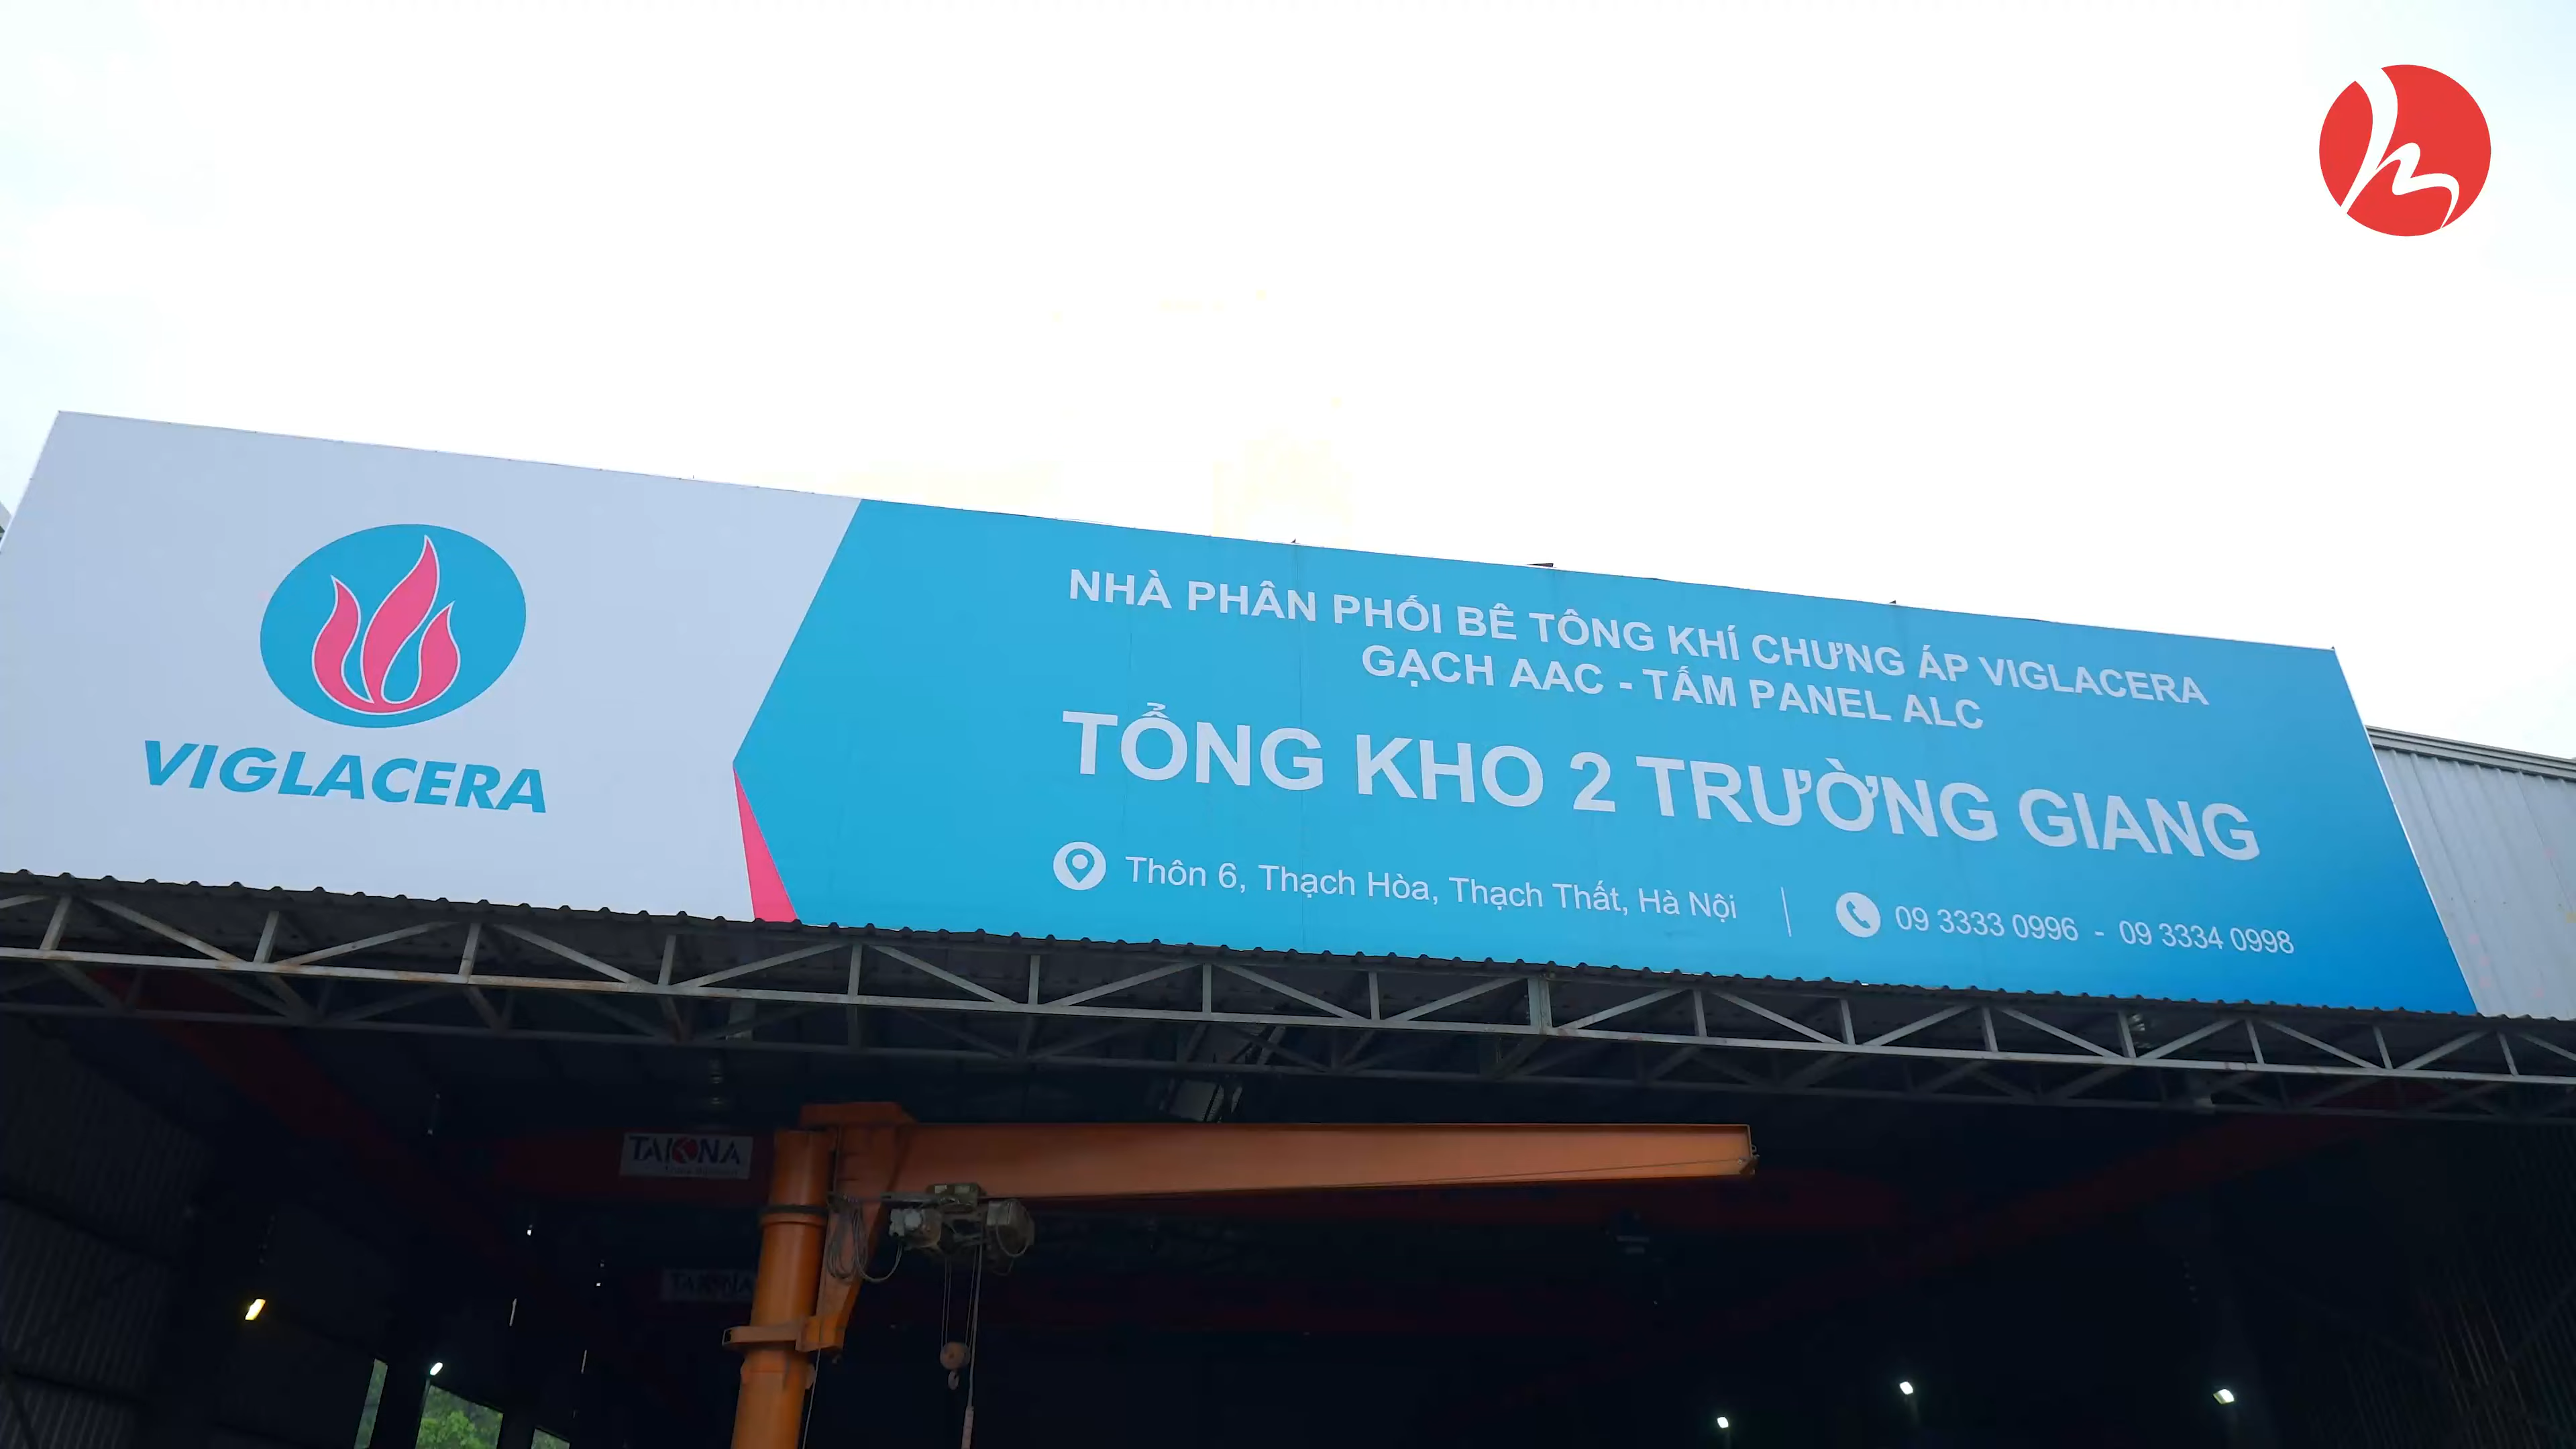 VIGLACERA
NHÀ PHÂN PHỐI BÊ TÔNG KHÍ CHƯNG ÁP VIGLACERA
GẠCH AAC - TẤM PANEL ALC
TỔNG KHO 2 TRƯỜNG GIANG
Thôn 6, Thạch Hòa, Thạch Thất, Hà Nội
09 3333 0996 - 09 3334 0998
TAIKONA